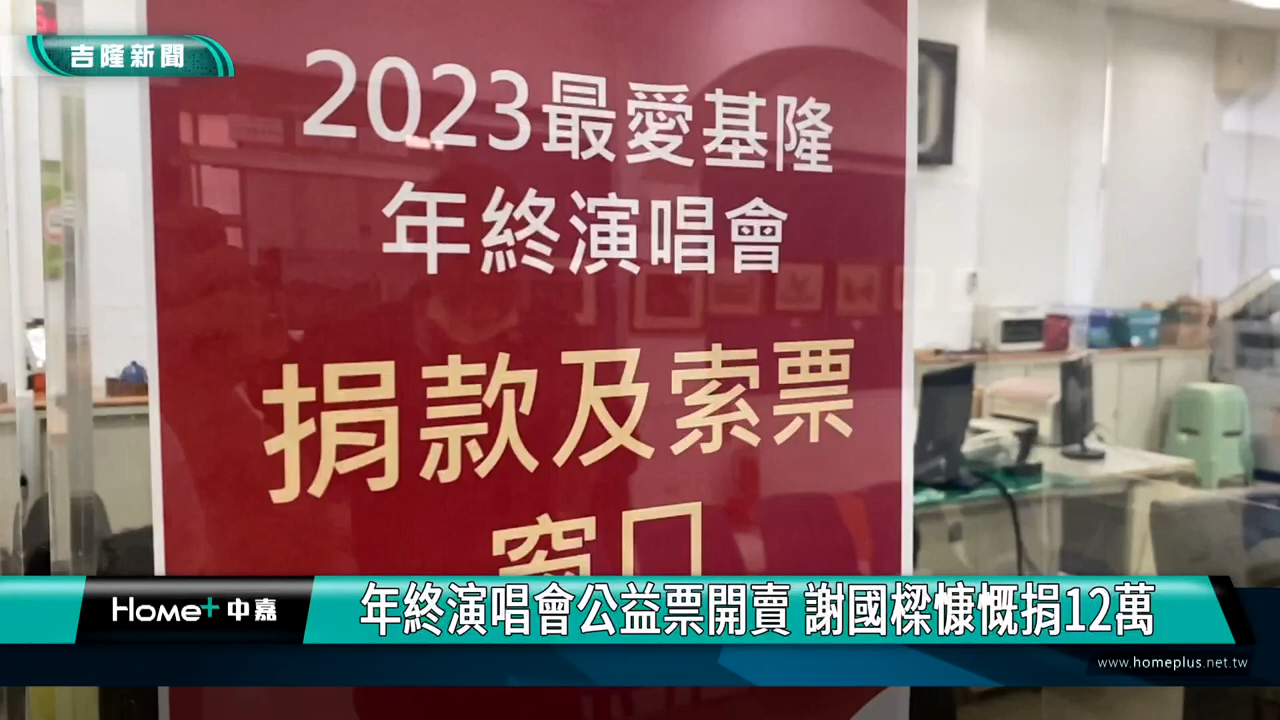 吉隆新聞
2023最愛基隆
年終演唱會
捐款及索票
窗口
Home+中嘉
年終演唱會公益票開賣 謝國樑慷慨捐12萬
www.homeplus.net.tw